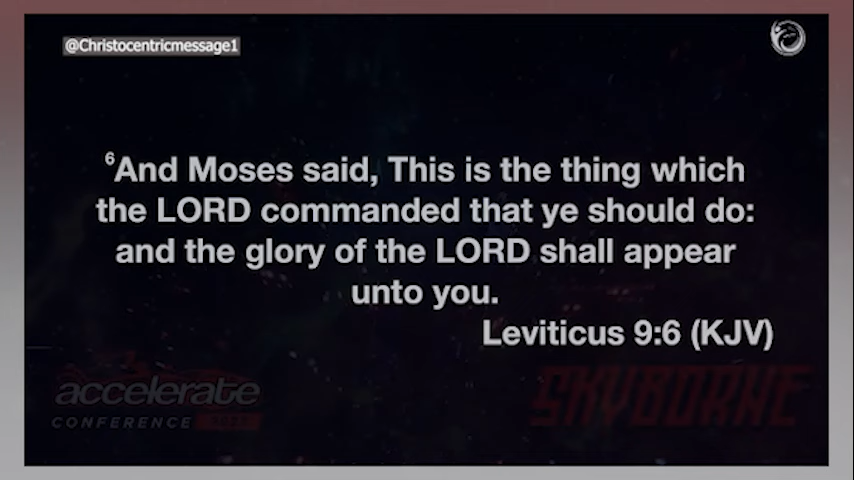 @Christocentricmessage1
6And Moses said, This is the thing which
the LORD commanded that ye should do:
and the glory of the LORD shall appear
unto you.
Leviticus 9:6 (KJV)
accelerate
CONFERENCE
SKYBORNE